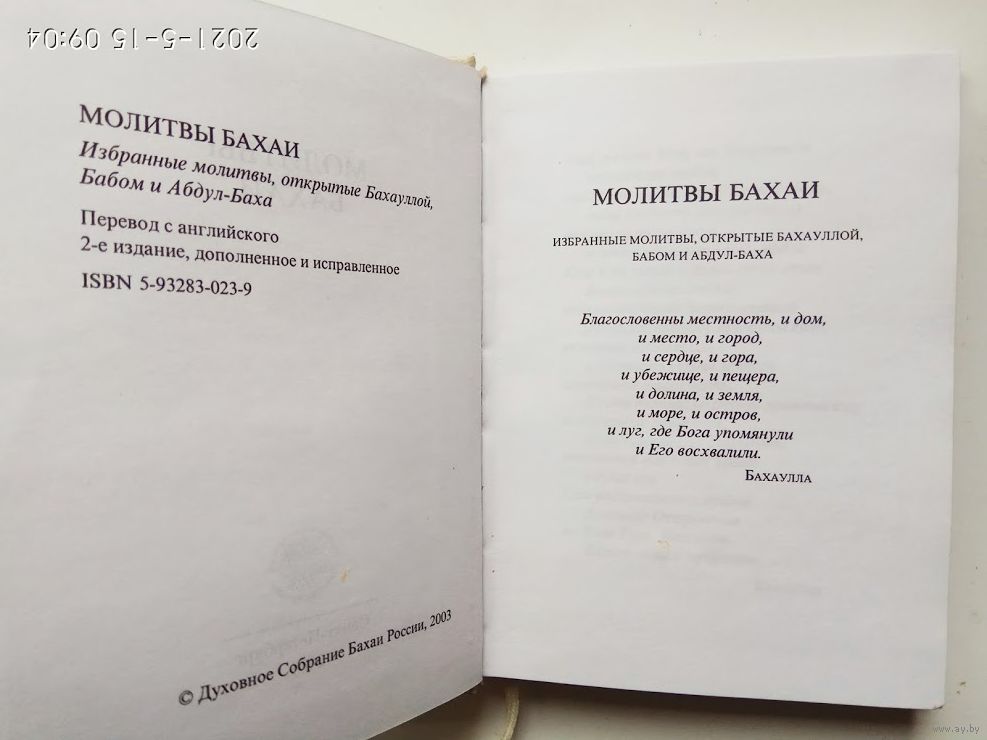 2021-5-15 09:04
МОЛИТВЫ БАХАИ
Избранные молитвы, открытые Бахауллой,
Бабом и Абдул-Баха
Перевод с английского
2-е издание, дополненное и исправленное
ISBN 5-93283-023-9
© Духовное Собрание Бахаи России, 2003
МОЛИТВЫ БАХАИ
ИЗБРАННЫЕ МОЛИТВЫ, ОТКРЫТЫЕ БАХАУЛЛОЙ,
БАБОМ И АБДУЛ-БАХА
Благословенны местность, и дом,
и место, и город,
и сердце, и гора,
и убежище, и пещера,
и долина, и земля,
и море, и остров,
и луг, где Бога упомянули
и Его восхвалили.
БАХАУЛЛА
www.ay.by